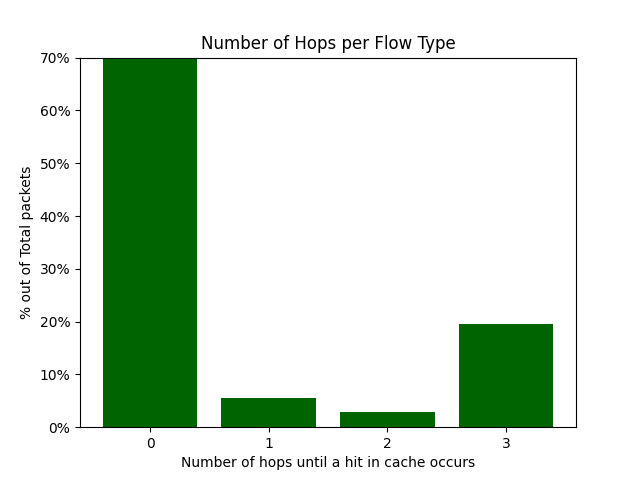 Number of Hops per Flow Type
70%
60%
50%
40%
30%
20%
10%
0%
% out of Total packets
0 1 2 3
Number of hops until a hit in cache occurs